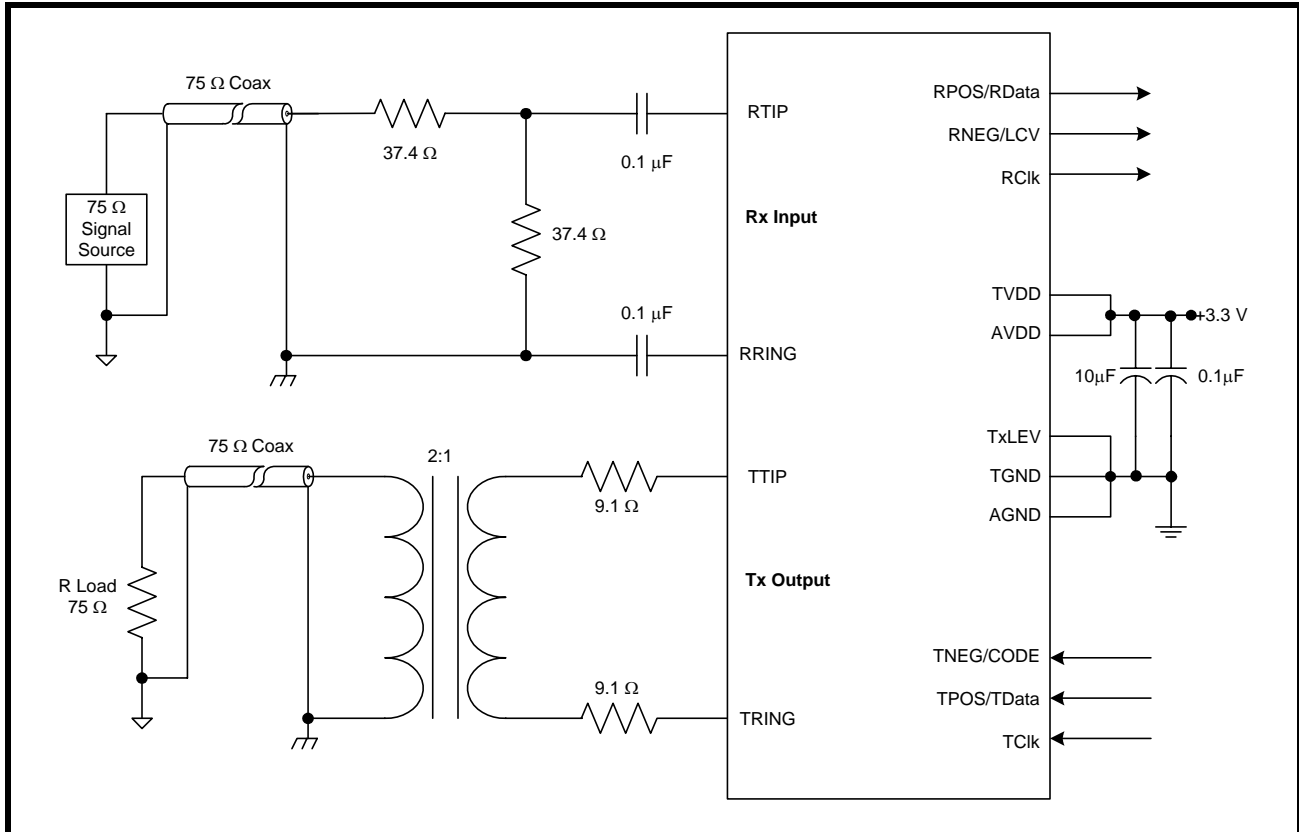 75 Ω Coax
37.4 Ω
0.1 μF
RTIP
RPOS/RData
RNEG/LCV
RClk
75 Ω
Signal
Source
37.4 Ω
Rx Input
0.1 μF
RRING
TVDD
AVDD
+3.3 V
10μF
0.1μF
75 Ω Coax
2:1
9.1 Ω
TTIP
TxLEV
TGND
AGND
R Load
75 Ω
Tx Output
9.1 Ω
TRING
TNEG/CODE
TPOS/TData
TClk